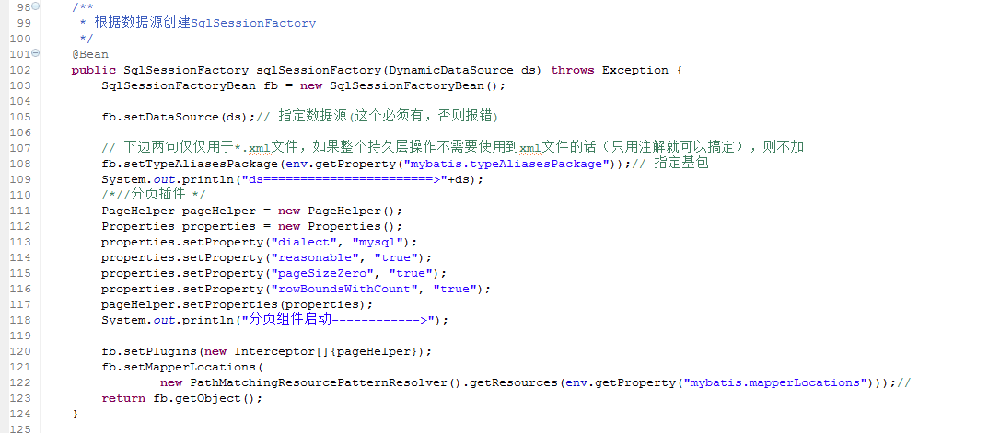 98 /**
99 * 根据数据源创建SqlSessionFactory
100 */
101 @Bean
102 public SqlSessionFactory sqlSessionFactory(DynamicDataSource ds) throws Exception {
103 SqlSessionFactoryBean fb = new SqlSessionFactoryBean();
104
105 fb.setDataSource(ds);// 指定数据源(这个必须有，否则报错)
106
107 // 下边两句仅仅用于*.xml文件，如果整个持久层操作不需要使用到xml文件的话（只用注解就可以搞定），则不加
108 fb.setTypeAliasesPackage(env.getProperty("mybatis.typeAliasesPackage"));// 指定基包
109 System.out.println("ds=======================>"+ds);
110 /*//分页插件 */
111 PageHelper pageHelper = new PageHelper();
112 Properties properties = new Properties();
113 properties.setProperty("dialect", "mysql");
114 properties.setProperty("reasonable", "true");
115 properties.setProperty("pageSizeZero", "true");
116 properties.setProperty("rowBoundsWithCount", "true");
117 pageHelper.setProperties(properties);
118 System.out.println("分页组件启动------------>");
119
120 fb.setPlugins(new Interceptor[]{pageHelper});
121 fb.setMapperLocations(
122 new PathMatchingResourcePatternResolver().getResources(env.getProperty("mybatis.mapperLocations")));//
123 return fb.getObject();
124 }
125